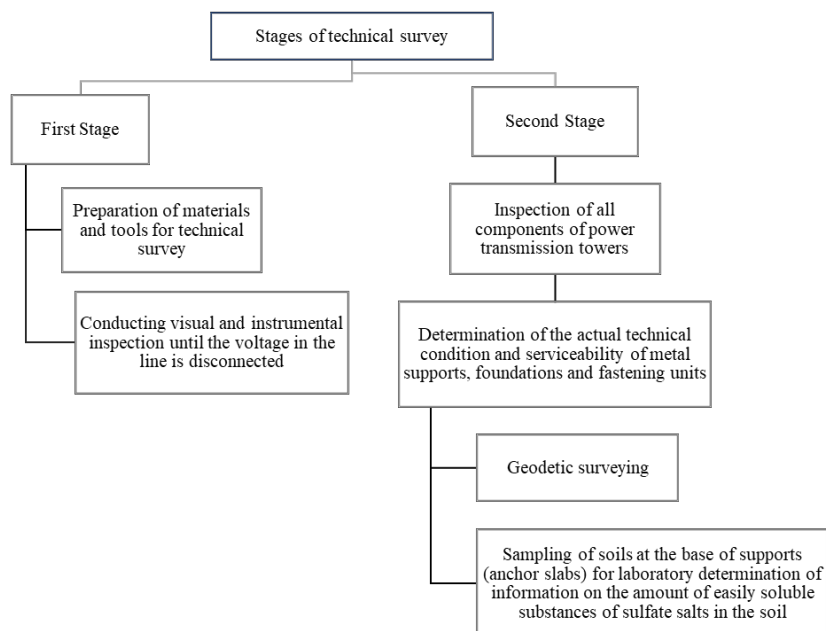 Stages of technical survey
First Stage
Preparation of materials
and tools for technical
survey
Conducting visual and instrumental
inspection until the voltage in the
line is disconnected
Second Stage
Inspection of all
components of power
transmission towers
Determination of the actual technical
condition and serviceability of metal
supports, foundations and fastening units
Geodetic surveying
Sampling of soils at the base of supports
(anchor slabs) for laboratory determination of
information on the amount of easily soluble
substances of sulfate salts in the soil